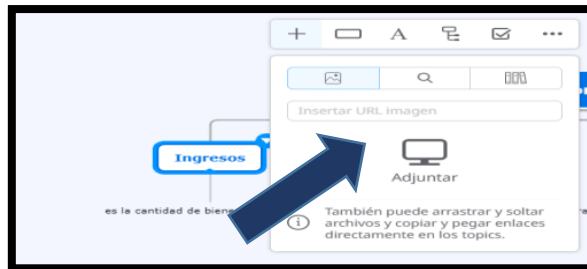 A
Insertar URL imagen
Ingresos
Adjuntar
es la cantidad de biene
También puede arrastrar y soltar
archivos y copiar y pegar enlaces
directamente en los topics.